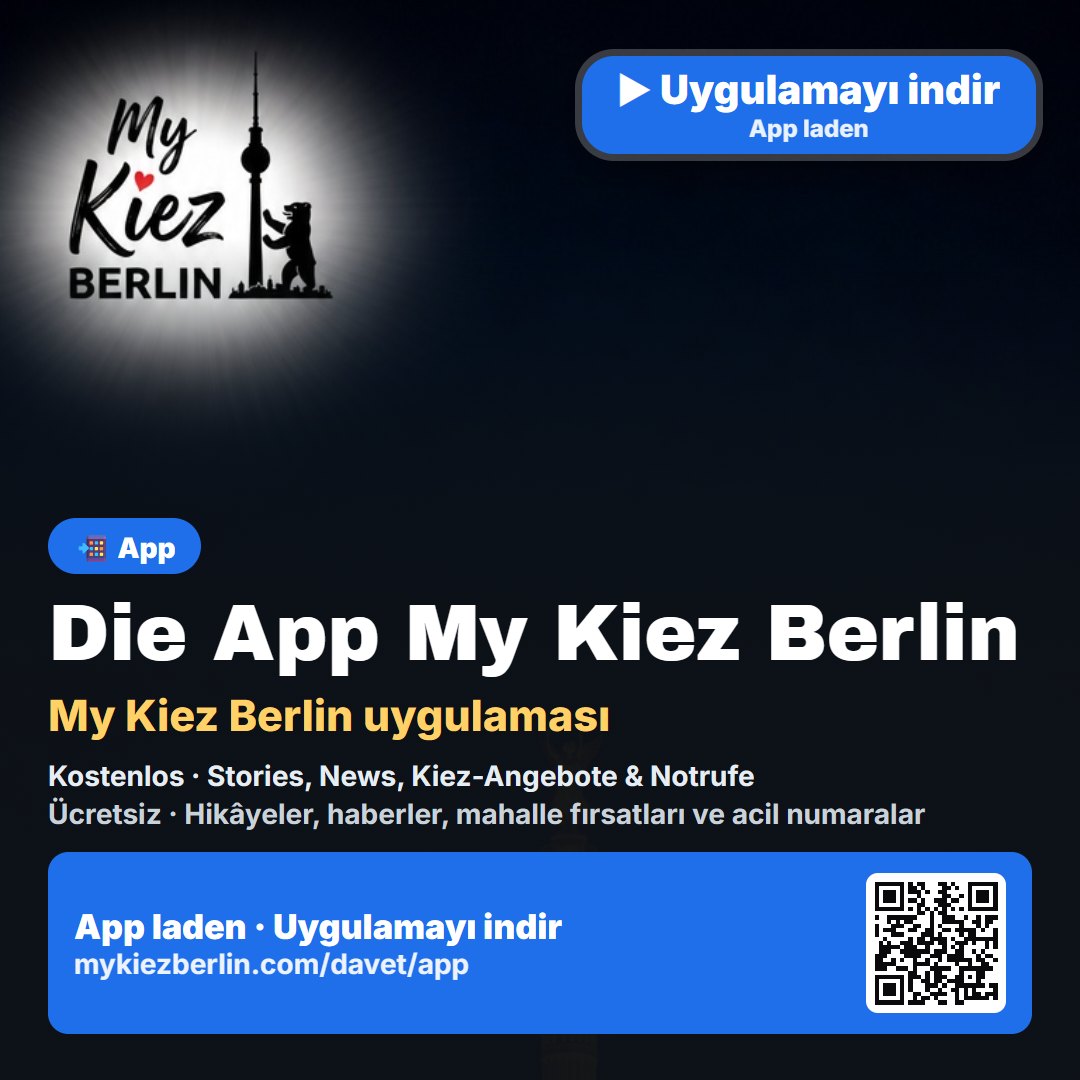 My
Kiez
BERLIN
▶ Uygulamayı indir
App laden
App
Die App My Kiez Berlin
My Kiez Berlin uygulaması
Kostenlos · Stories, News, Kiez-Angebote & Notrufe
Ücretsiz · Hikâyeler, haberler, mahalle fırsatları ve acil numaralar
App laden · Uygulamayı indir
mykiezberlin.com/davet/app